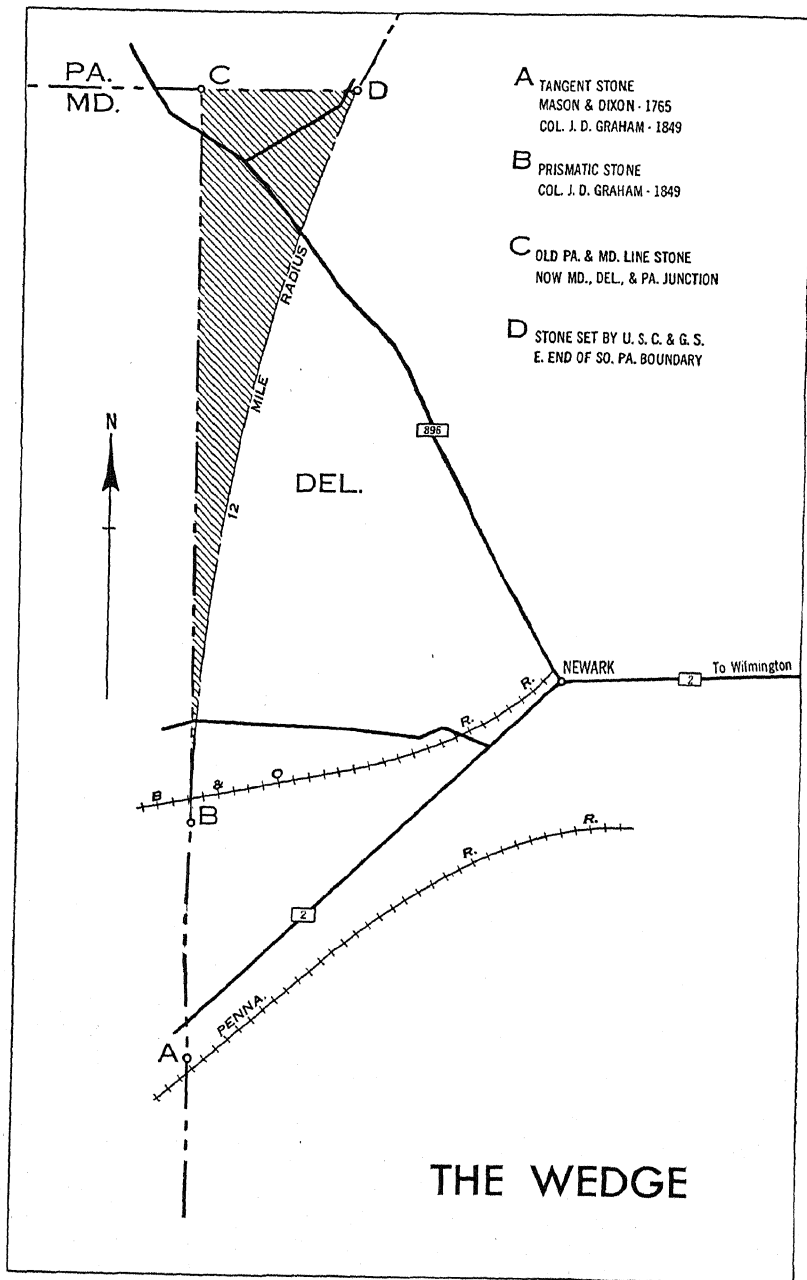 PA.
MD.
C
D
A TANGENT STONE
MASON & DIXON - 1765
COL. J. D. GRAHAM - 1849
B PRISMATIC STONE
COL. J. D. GRAHAM - 1849
C OLD PA. & MD. LINE STONE
NOW MD., DEL., & PA. JUNCTION
D STONE SET BY U. S. C. & G. S.
E. END OF SO. PA. BOUNDARY
12 MILE RADIUS
N
896
DEL.
NEWARK
2
To Wilmington
B & O R. R.
B
2
PENNA. R. R.
A
THE WEDGE